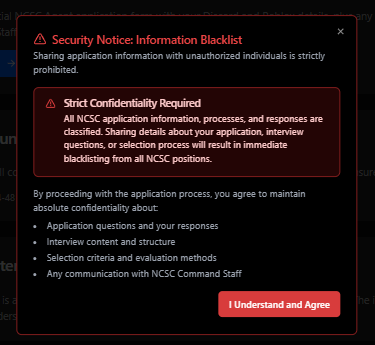 Security Notice: Information Blacklist
Sharing application information with unauthorized individuals is strictly
prohibited.
Strict Confidentiality Required
All NCSC application information, processes, and responses are
classified. Sharing details about your application, interview
questions, or selection process will result in immediate
blacklisting from all NCSC positions.
By proceeding with the application process, you agree to maintain
absolute confidentiality about:
• Application questions and your responses
• Interview content and structure
• Selection criteria and evaluation methods
• Any communication with NCSC Command Staff
I Understand and Agree